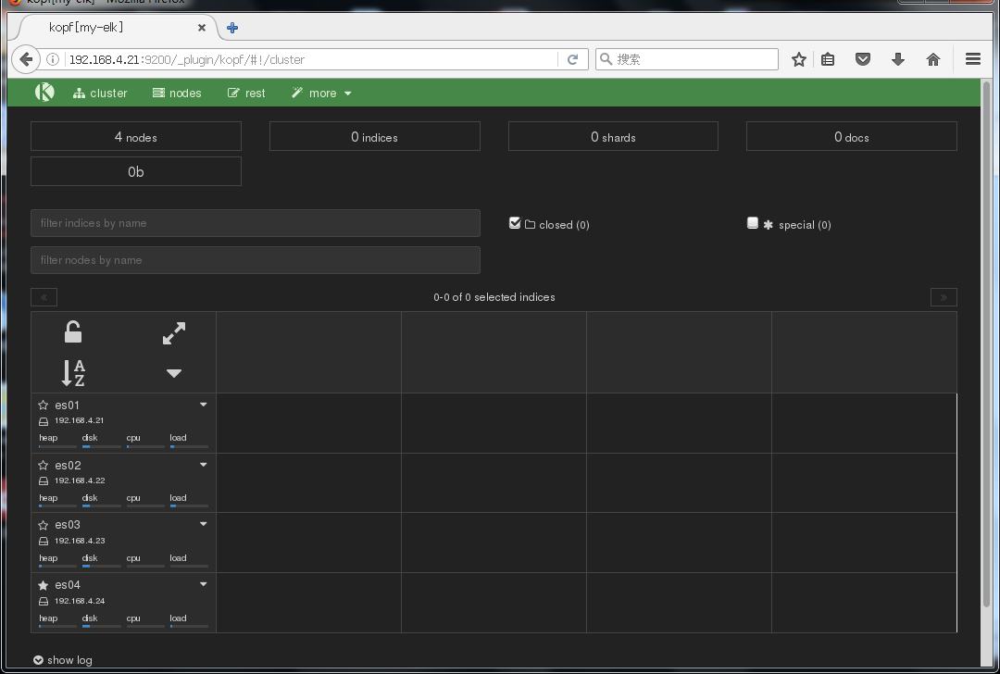 kopf[my-elk] - Mozilla Firefox
kopf[my-elk]
192.168.4.21:9200/_plugin/kopf/#!/cluster
搜索
cluster nodes rest more
4 nodes 0 indices 0 shards 0 docs
0b
filter indices by name closed (0) special (0)
filter nodes by name
« 0-0 of 0 selected indices »
A
Z
es01
192.168.4.21
heap disk cpu load
es02
192.168.4.22
heap disk cpu load
es03
192.168.4.23
heap disk cpu load
es04
192.168.4.24
heap disk cpu load
show log